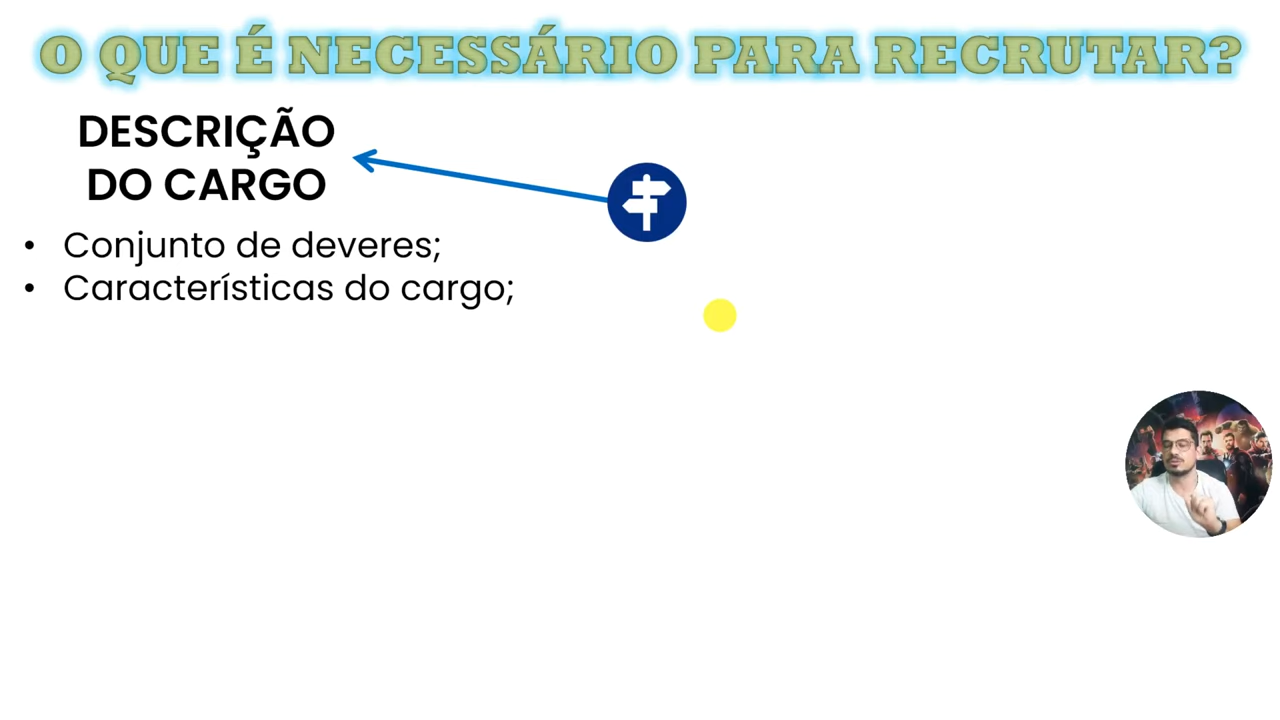 O QUE É NECESSÁRIO PARA RECRUTAR?
DESCRIÇÃO
DO CARGO
• Conjunto de deveres;
• Características do cargo;